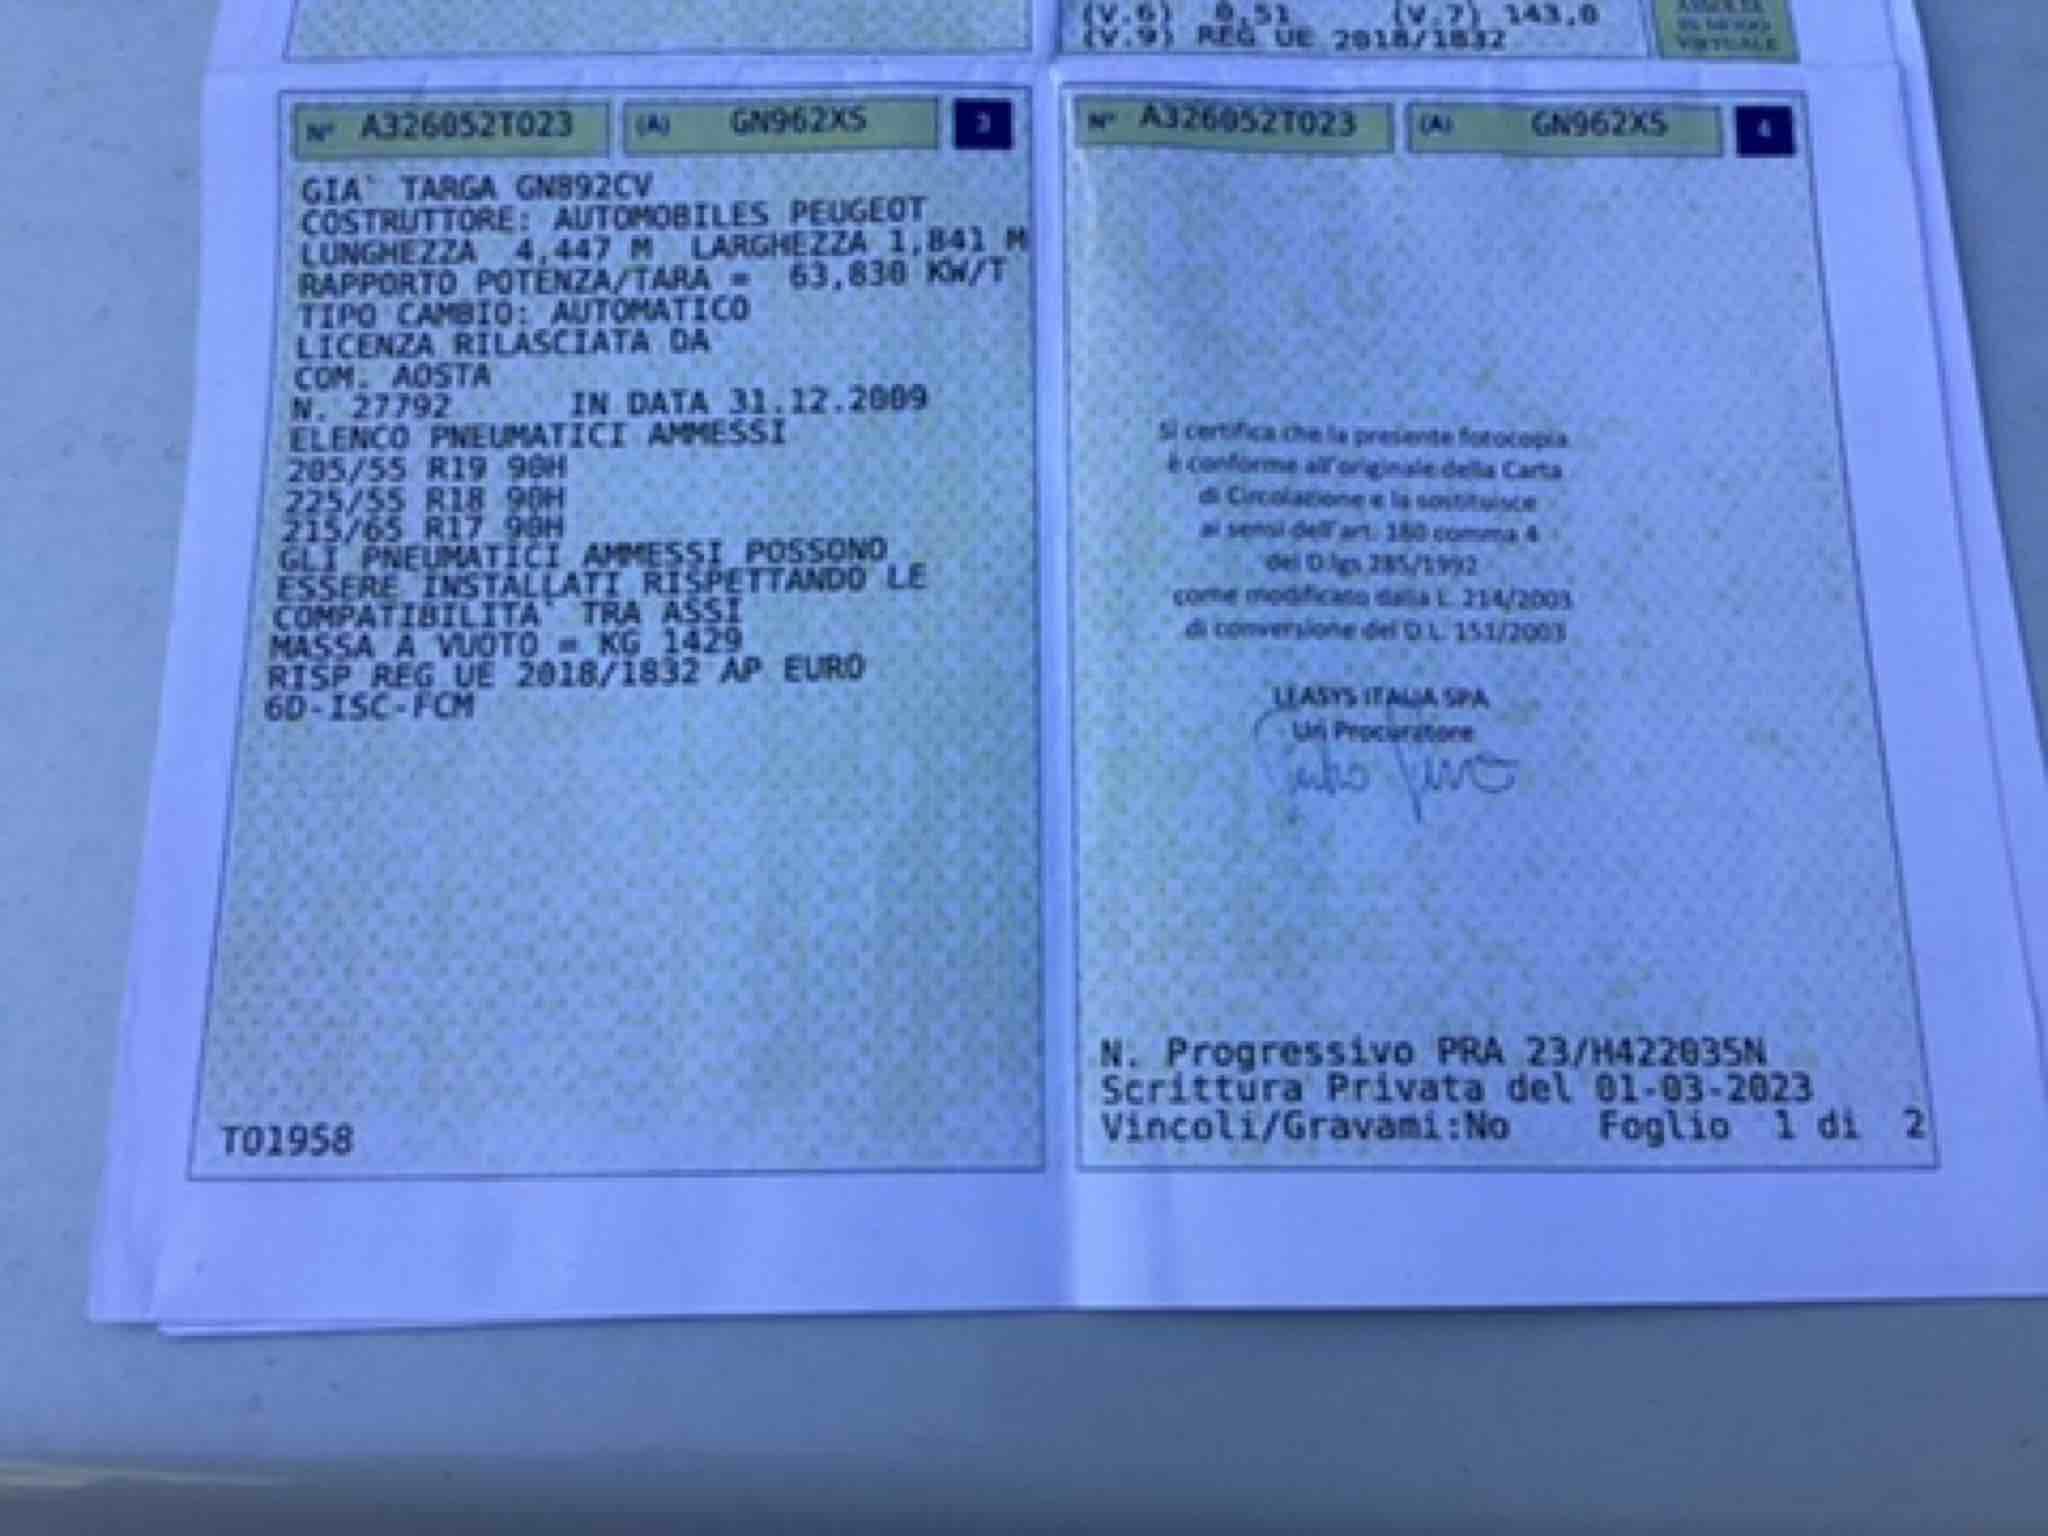 (V.6) 0,51 (V.7) 143,0
(V.9) REG UE 2018/1832
ASSOLTA
IN MODO
VIRTUALE
N° A326052T023 (A) GN962XS 3
GIA` TARGA GN892CV
COSTRUTTORE: AUTOMOBILES PEUGEOT
LUNGHEZZA 4,447 M LARGHEZZA 1,841 M
RAPPORTO POTENZA/TARA = 63,830 KW/T
TIPO CAMBIO: AUTOMATICO
LICENZA RILASCIATA DA
COM. AOSTA
N. 27792 IN DATA 31.12.2009
ELENCO PNEUMATICI AMMESSI
205/55 R19 90H
225/55 R18 90H
215/65 R17 90H
GLI PNEUMATICI AMMESSI POSSONO
ESSERE INSTALLATI RISPETTANDO LE
COMPATIBILITA` TRA ASSI
MASSA A VUOTO = KG 1429
RISP REG UE 2018/1832 AP EURO
6D-ISC-FCM
T01958
N° A326052T023 (A) GN962XS 4
Si certifica che la presente fotocopia
è conforme all'originale della Carta
di Circolazione e la sostituisce
ai sensi dell'art. 180 comma 4
del D.lgs 285/1992
come modificato dalla L. 214/2003
di conversione del D.L. 151/2003
LEASYS ITALIA SPA
Un Procuratore
N. Progressivo PRA 23/H422035N
Scrittura Privata del 01-03-2023
Vincoli/Gravami:No Foglio 1 di 2